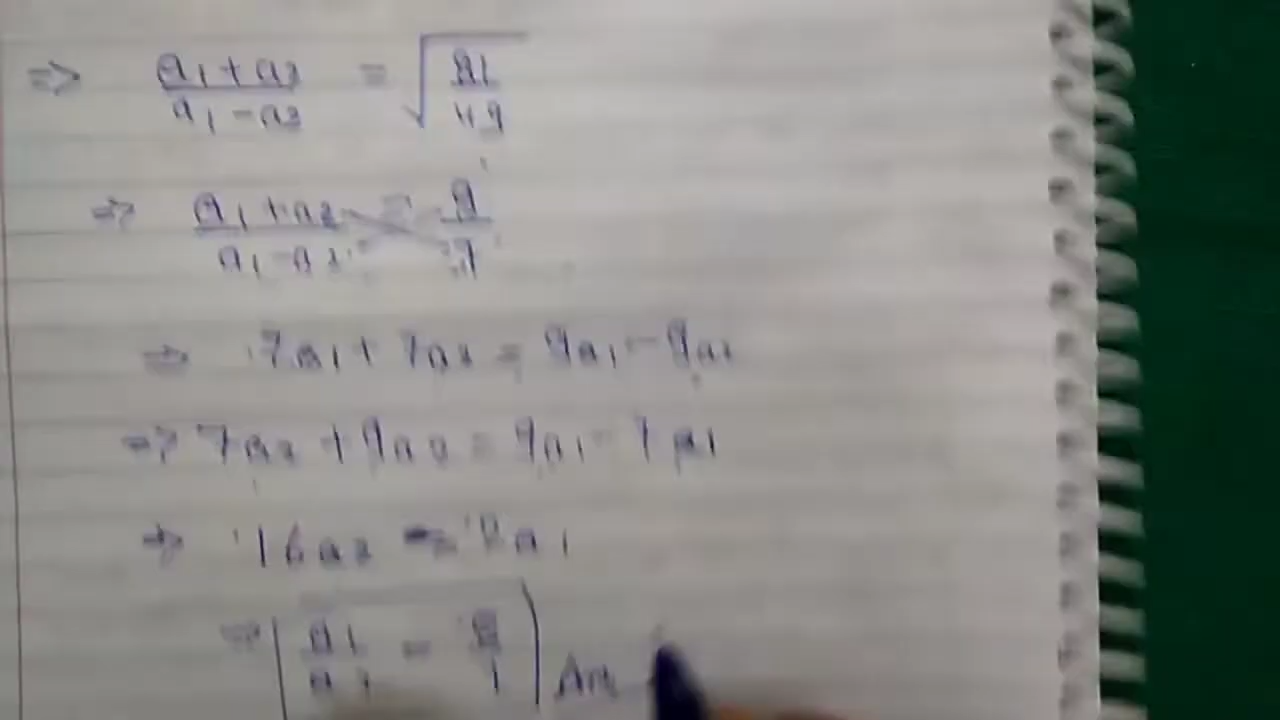 ⇒ (a1 + a2)/(a1 - a2) = √(81/49)
⇒ (a1 + a2)/(a1 - a2) = 9/7
⇒ 7a1 + 7a2 = 9a1 - 9a2
⇒ 7a2 + 9a2 = 9a1 - 7a1
⇒ 16a2 = 2a1
⇒ a1/a2 = 8/1 Ans